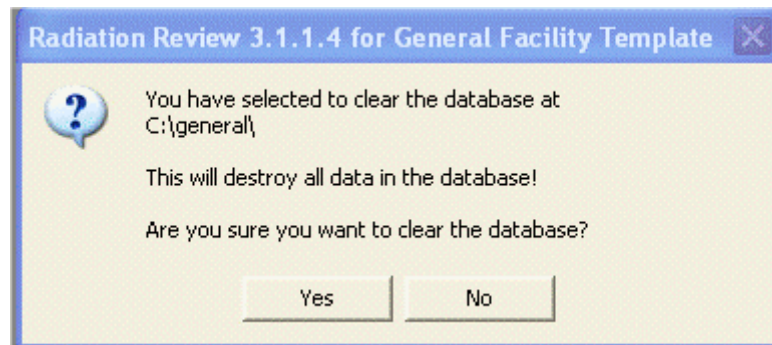 Radiation Review 3.1.1.4 for General Facility Template
You have selected to clear the database at
C:\general\
This will destroy all data in the database!
Are you sure you want to clear the database?
Yes No